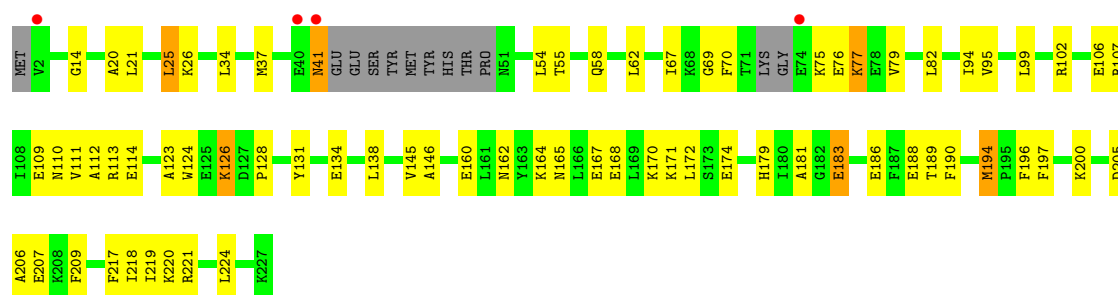 MET V2 G14 A20 L21 L25 K26 L34 M37 E40 N41 GLU GLU SER TYR MET TYR HIS THR PRO N51 L54 T55 Q58 L62 I67 K68 G69 F70 T71 LYS GLY E74 K75 E76 K77 E78 V79 L82 I94 V95 L99 R102 E106
I108 E109 N110 V111 A112 R113 E114 A123 W124 E125 K126 D127 P128 Y131 E134 L138 V145 A146 E160 L161 N162 Y163 K164 N165 L166 E167 E168 L169 K170 K171 L172 S173 E174 H179 I180 A181 G182 E183 E186 F187 E188 T189 F190 M194 P195 F196 F197 K200
A206 E207 K208 F209 F217 I218 I219 K220 R221 L224 K227